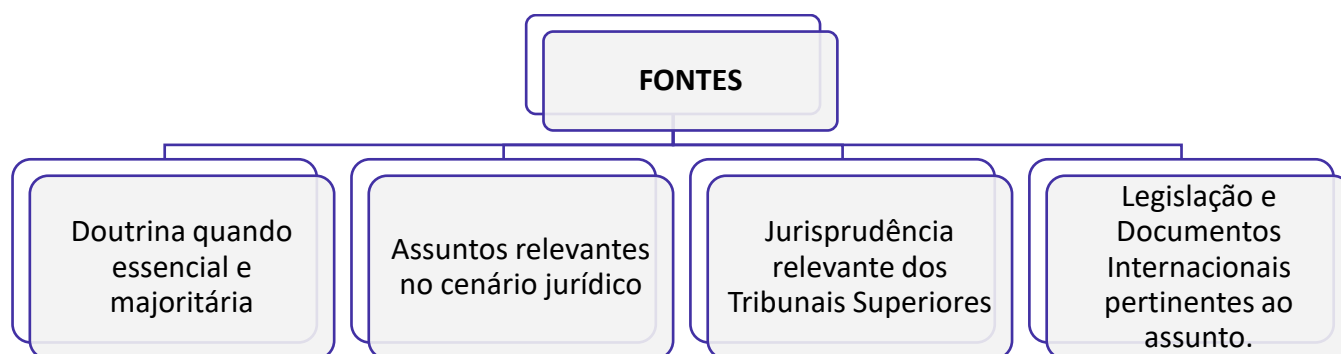 FONTES
Doutrina quando
essencial e
majoritária
Assuntos relevantes
no cenário jurídico
Jurisprudência
relevante dos
Tribunais Superiores
Legislação e
Documentos
Internacionais
pertinentes ao
assunto.